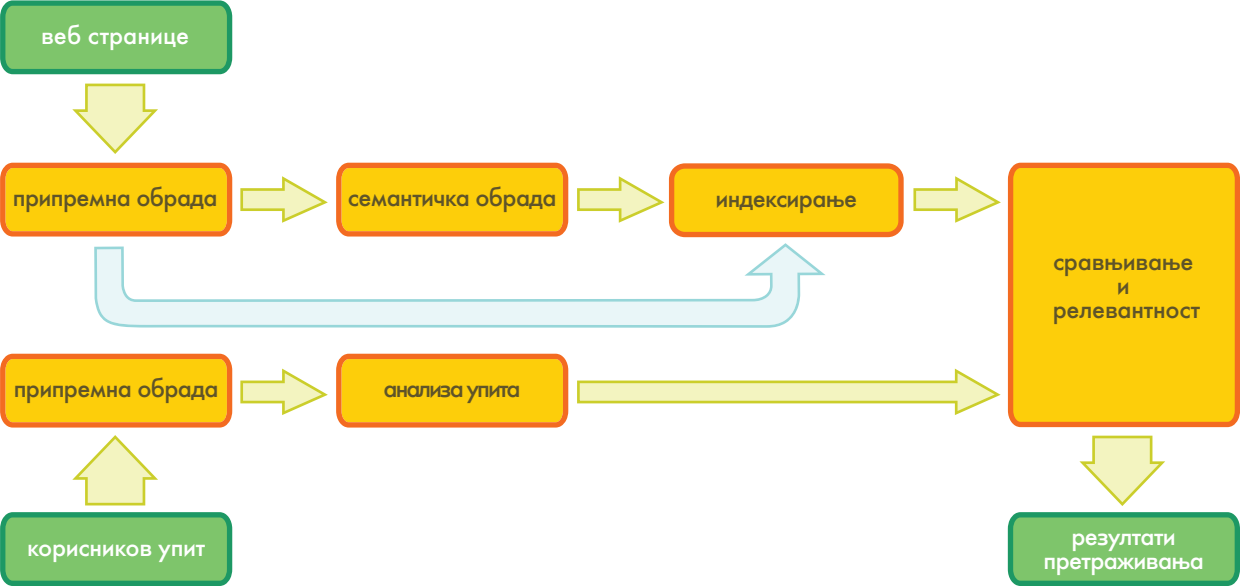 веб странице
припремна обрада
семантичка обрада
индексирање
сравњивање
и
релевантност
припремна обрада
анализа упита
корисников упит
резултати
претраживања